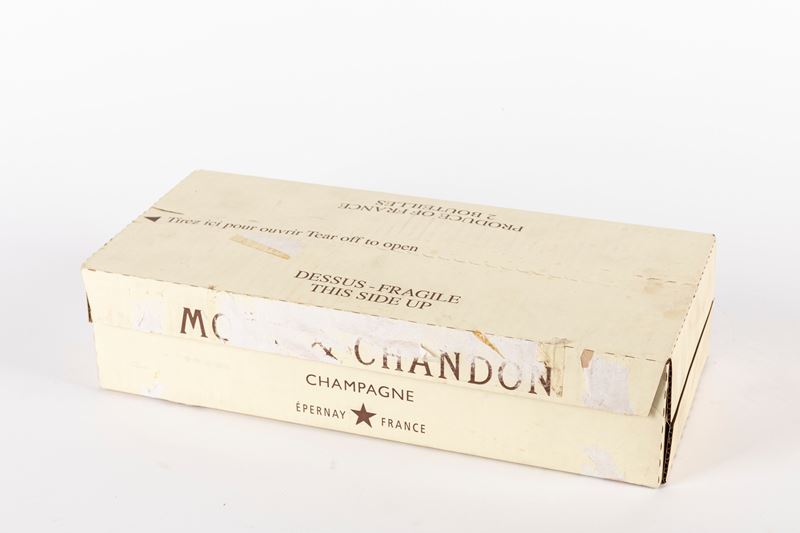 PRODUCE OF FRANCE
2 BOUTEILLES
Tirez ici pour ouvrir Tear off to open
DESSUS - FRAGILE
THIS SIDE UP
MO & CHANDON
CHAMPAGNE
ÉPERNAY ★ FRANCE